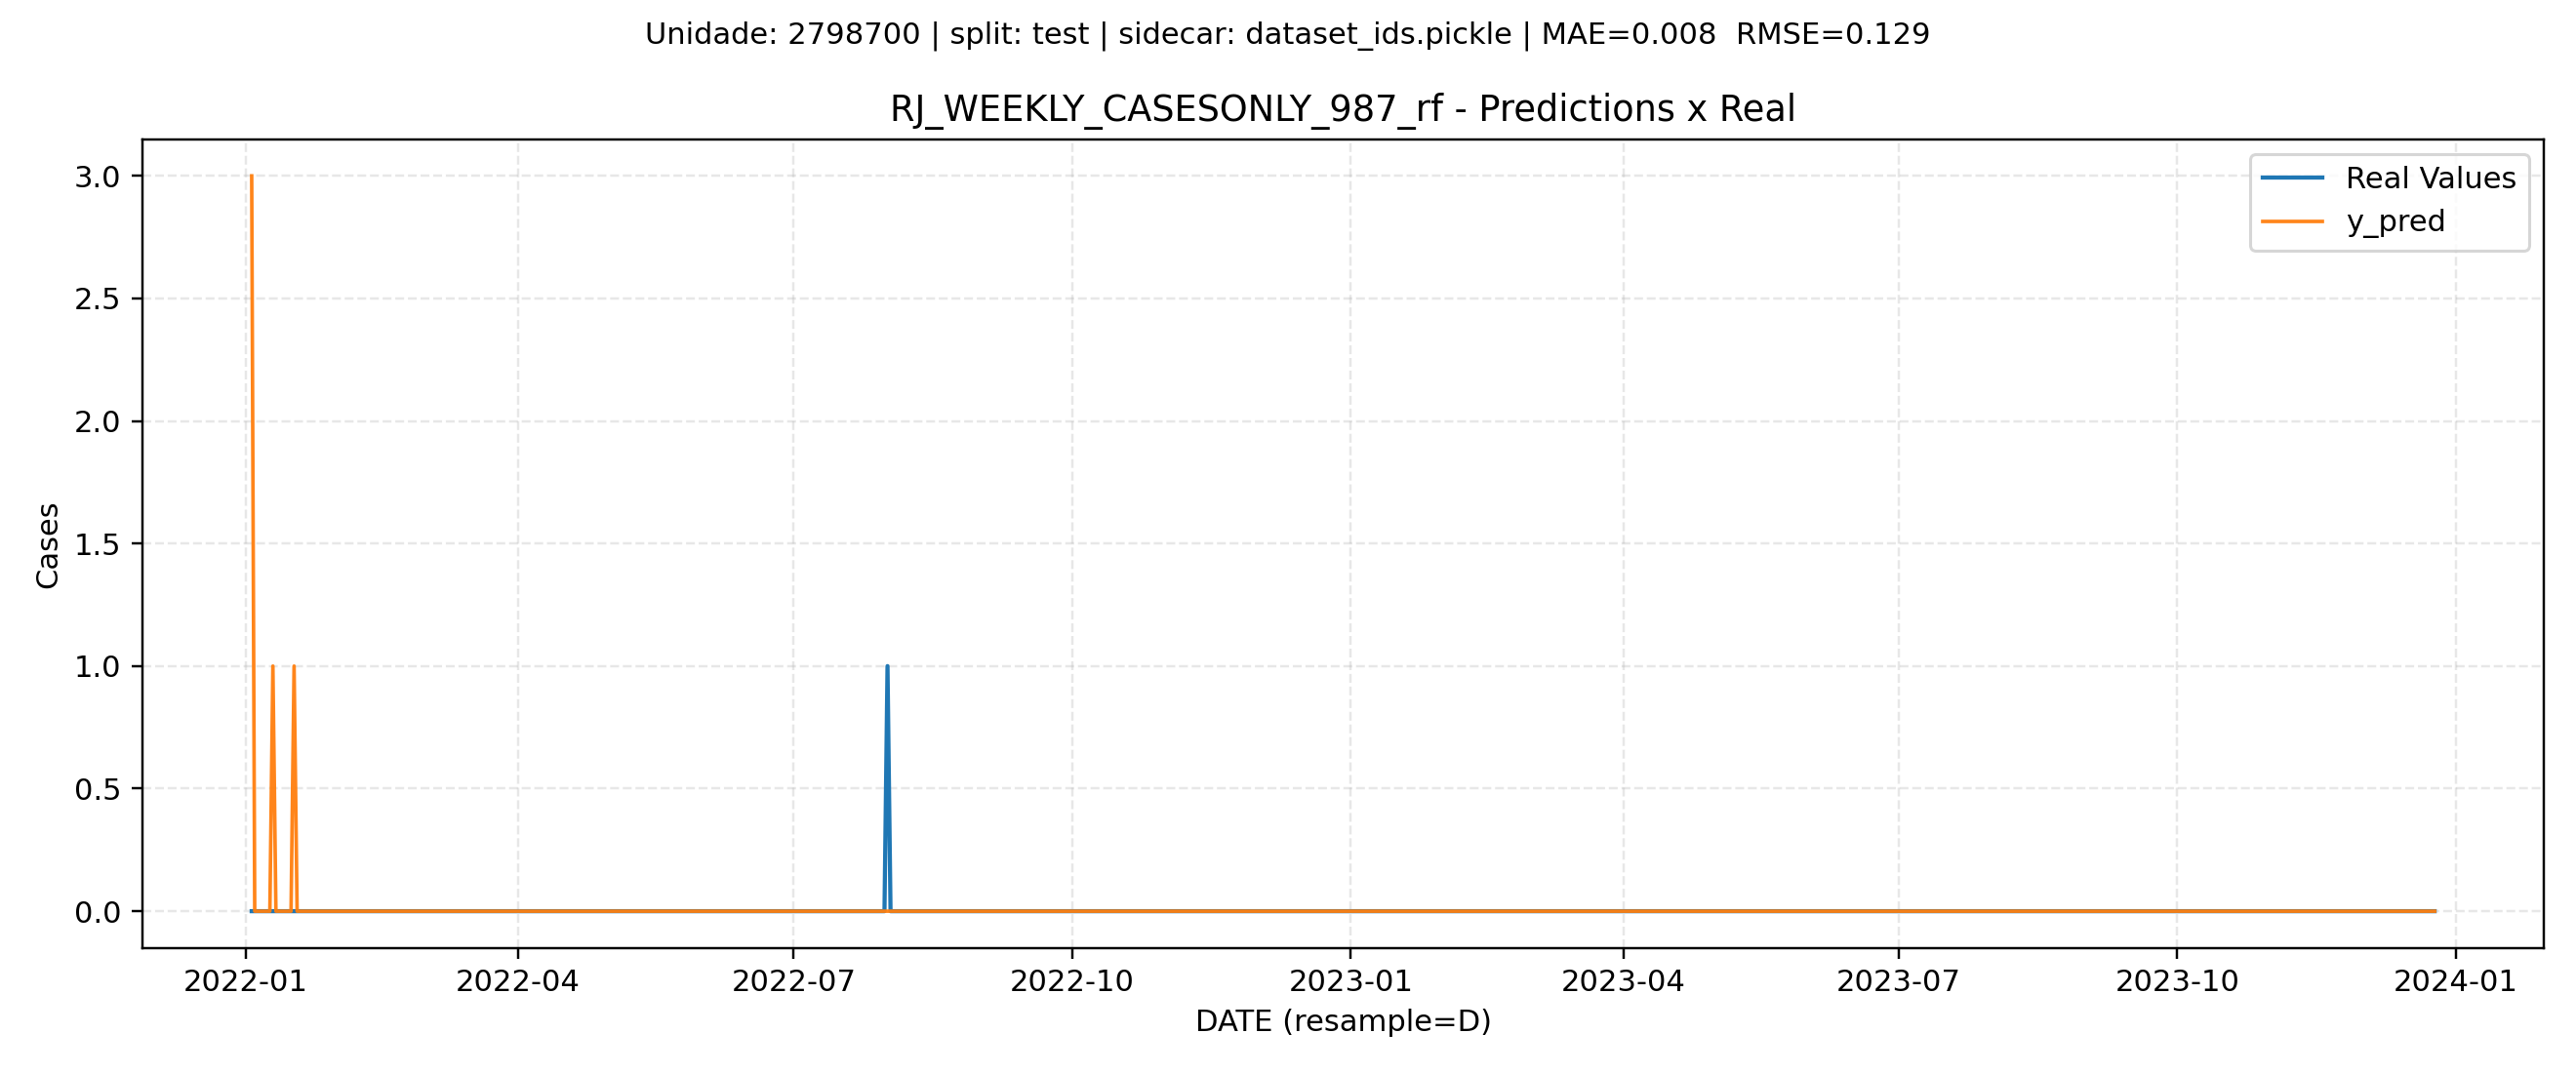 Unidade: 2798700 | split: test | sidecar: dataset_ids.pickle | MAE=0.008  RMSE=0.129
RJ_WEEKLY_CASESONLY_987_rf - Predictions x Real
Real Values
y_pred
Cases
3.0
2.5
2.0
1.5
1.0
0.5
0.0
2022-01
2022-04
2022-07
2022-10
2023-01
2023-04
2023-07
2023-10
2024-01
DATE (resample=D)